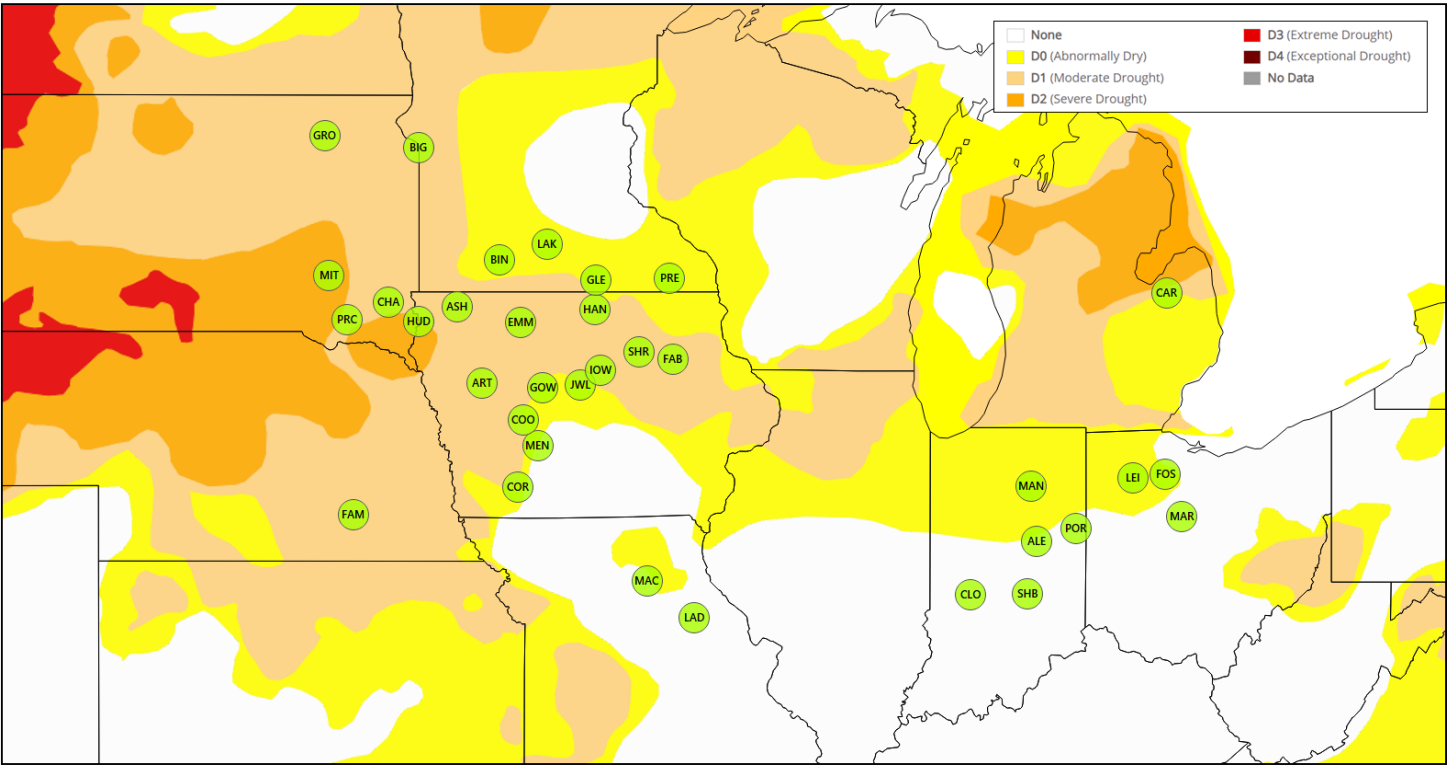 None
D0 (Abnormally Dry)
D1 (Moderate Drought)
D2 (Severe Drought)
D3 (Extreme Drought)
D4 (Exceptional Drought)
No Data
GRO
BIG
LAK
BIN
MIT
GLE
PRE
CHA
ASH
HAN
CAR
PRC
HUD
EMM
SHR
FAB
IOW
ART
GOW
JWL
COO
MEN
COR
MAN
LEI
FOS
FAM
MAR
POR
ALE
MAC
CLO
SHB
LAD